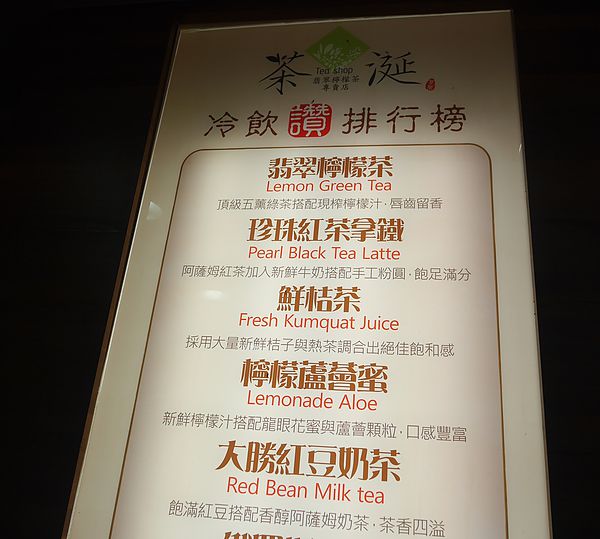 茶涎
Tea shop
翡翠檸檬茶
專賣店
冷飲讚排行榜
翡翠檸檬茶
Lemon Green Tea
頂級五薰綠茶搭配現榨檸檬汁，唇齒留香
珍珠紅茶拿鐵
Pearl Black Tea Latte
阿薩姆紅茶加入新鮮牛奶搭配手工粉圓，飽足滿分
鮮桔茶
Fresh Kumquat Juice
採用大量新鮮桔子與熱茶調合出絕佳飽和感
檸檬蘆薈蜜
Lemonade Aloe
新鮮檸檬汁搭配龍眼花蜜與蘆薈顆粒，口感豐富
大勝紅豆奶茶
Red Bean Milk tea
飽滿紅豆搭配香醇阿薩姆奶茶，茶香四溢